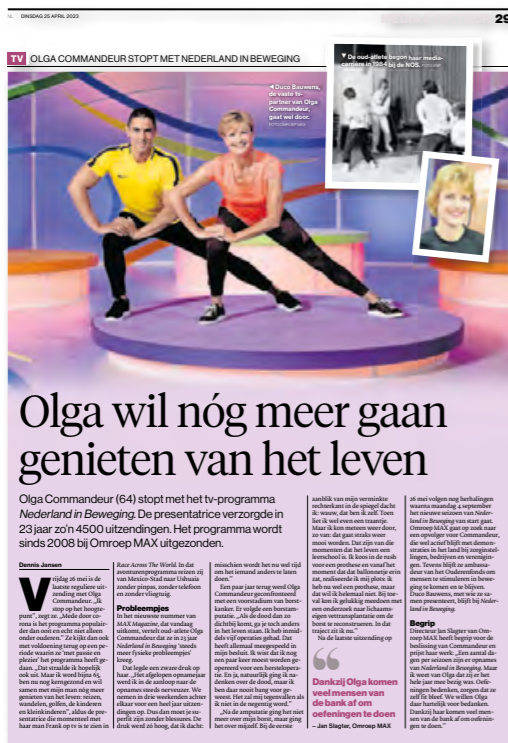 NL DINSDAG 25 APRIL 2023
29
TV OLGA COMMANDEUR STOPT MET NEDERLAND IN BEWEGING
▼ De oud-atlete begon haar media-
carrière in 1984 bij de NOS.
◀ Duco Bauwens,
de vaste tv-
partner van Olga
Commandeur,
gaat wel door.
Olga wil nóg meer gaan
genieten van het leven
Olga Commandeur (64) stopt met het tv-programma
Nederland in Beweging. De presentatrice verzorgde in
23 jaar zo'n 4500 uitzendingen. Het programma wordt
sinds 2008 bij Omroep MAX uitgezonden.
Dennis Jansen
Vrijdag 26 mei is de
laatste reguliere uit-
zending met Olga
Commandeur. „Ik
stop op het hoogte-
punt", zegt ze. „Mede door co-
rona is het programma populair-
der dan ooit en echt niet alleen
onder ouderen." Ze kijkt dan ook
met voldoening terug op een pe-
riode waarin ze 'met passie en
plezier' het programma heeft ge-
daan. „Dat straalde ik hopelijk
ook uit. Maar ik word bijna 65,
ben nu nog kerngezond en wil
samen met mijn man nóg meer
genieten van het leven: reizen,
wandelen, golfen, de kinderen
en kleinkinderen", aldus de pre-
sentatrice die momenteel met
haar man Frank op tv is te zien in
Race Across The World. In dat
avonturenprogramma reizen zij
van Mexico-Stad naar Ushuaia
zonder pinpas, zonder telefoon
en zonder vliegtuig.
Probleempjes
In het nieuwste nummer van
MAX Magazine, dat vandaag
uitkomt, vertelt oud-atlete Olga
Commandeur dat ze in 23 jaar
Nederland in Beweging 'steeds
meer fysieke probleempjes'
kreeg.
Dat legde een zware druk op
haar. „Het afgelopen opnamejaar
werd ik in de aanloop naar de
opnames steeds nerveuzer. We
nemen in drie weekenden achter
elkaar voor een heel jaar uitzen-
dingen op. Dus dan moet je su-
perfit zijn zonder blessures. De
druk werd zó hoog, dat ik dacht:
misschien wordt het nu wel tijd
om het iemand anders te laten
doen."
Een paar jaar terug werd Olga
Commandeur geconfronteerd
met een voorstadium van borst-
kanker. Er volgde een borstam-
putatie. „Als de dood dan zo
dichtbij komt, ga je toch anders
in het leven staan. Ik heb inmid-
dels vijf operaties gehad. Dat
heeft allemaal meegespeeld in
mijn besluit. Ik wist dat ik nog
een paar keer moest worden ge-
opereerd voor een hersteloper-
tie. En ja, natuurlijk ging ik na-
denken over de dood, maar ik
ben daar nooit bang voor ge-
weest. Het zal mij tegenvallen als
ik niet in de negentig word."
„Na de amputatie ging het niet
meer over mijn borst, maar ging
het over mijzelf. Bij de eerste
aanblik van mijn verminkte
rechterkant in de spiegel dacht
ik: wauw, dat ben ik zelf. Toen
liet ik wel even een traantje.
Maar ik kon meteen weer door,
zo van: dat gaat straks weer
mooi worden. Dat zijn van die
momenten dat het leven een
leerschool is. Ik koos in de rush
voor een prothese en vanaf het
moment dat dat ballonnetje erin
zat, realiseerde ik mij plots: ik
heb nu wel een prothese, maar
dat wil ik helemaal niet. Bij toe-
val kon ik gelukkig meedoen met
een onderzoek naar lichaams-
eigen vettransplantatie om de
borst te reconstrueren. In dat
traject zit ik nu."
Na de laatste uitzending op
“
Dankzij Olga komen
veel mensen van
de bank af om
oefeningen te doen
– Jan Slagter, Omroep MAX
26 mei volgen nog herhalingen
waarna maandag 4 september
het nieuwe seizoen van Neder-
land in Beweging van start gaat.
Omroep MAX gaat op zoek naar
een opvolger voor Commandeur,
die wel actief blijft met demon-
straties in het land bij zorginstel-
lingen, bedrijven en verenigin-
gen. Tevens blijft ze ambassa-
deur van het Ouderenfonds om
mensen te stimuleren in bewe-
ging te komen en te blijven.
Duco Bauwens, met wie ze sa-
men presenteert, blijft bij Neder-
land in Beweging.
Begrip
Directeur Jan Slagter van Om-
roep MAX heeft begrip voor de
beslissing van Commandeur en
prijst haar werk: „Een aantal da-
gen per seizoen zijn er opnames
van Nederland in Beweging. Maar
ik weet van Olga dat zij er het
hele jaar mee bezig was. Oefe-
ningen bedenken, zorgen dat ze
zelf fit bleef. We willen Olga
daar hartelijk voor bedanken.
Dankzij haar komen veel men-
sen van de bank af om oefenin-
gen te doen."